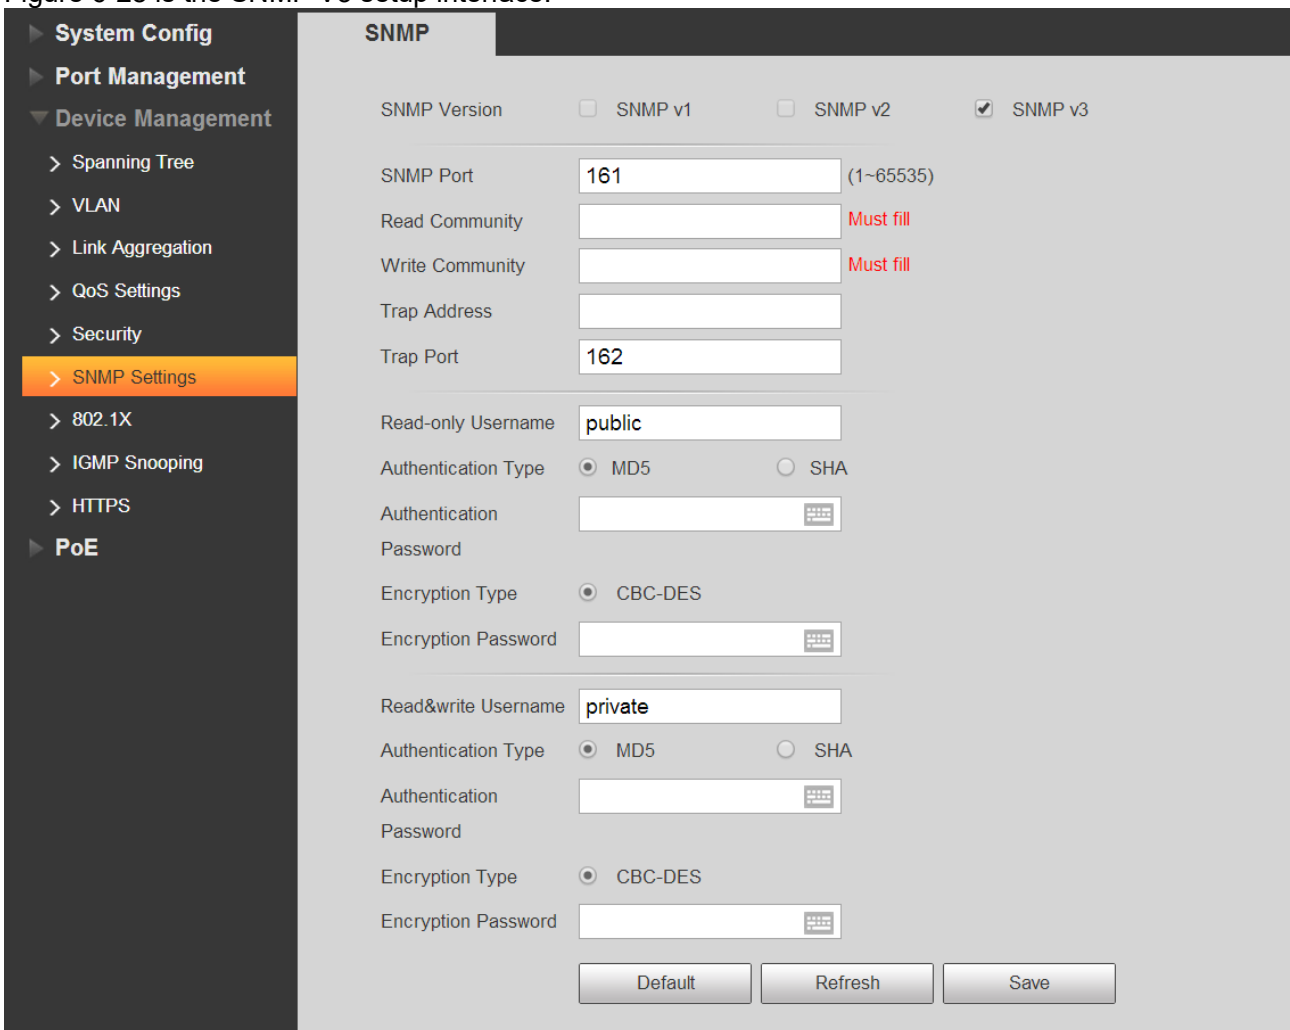 System Config
SNMP
Port Management
Device Management
Spanning Tree
VLAN
Link Aggregation
QoS Settings
Security
SNMP Settings
802.1X
IGMP Snooping
HTTPS
PoE
SNMP Version SNMP v1 SNMP v2 SNMP v3
SNMP Port 161 (1~65535)
Read Community Must fill
Write Community Must fill
Trap Address
Trap Port 162
Read-only Username public
Authentication Type MD5 SHA
Authentication
Password
Encryption Type CBC-DES
Encryption Password
Read&write Username private
Authentication Type MD5 SHA
Authentication
Password
Encryption Type CBC-DES
Encryption Password
Default Refresh Save